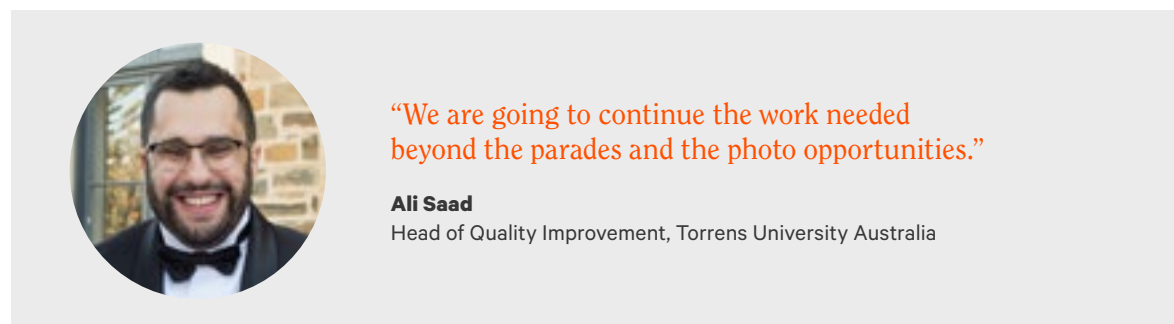 “We are going to continue the work needed
beyond the parades and the photo opportunities.”
Ali Saad
Head of Quality Improvement, Torrens University Australia